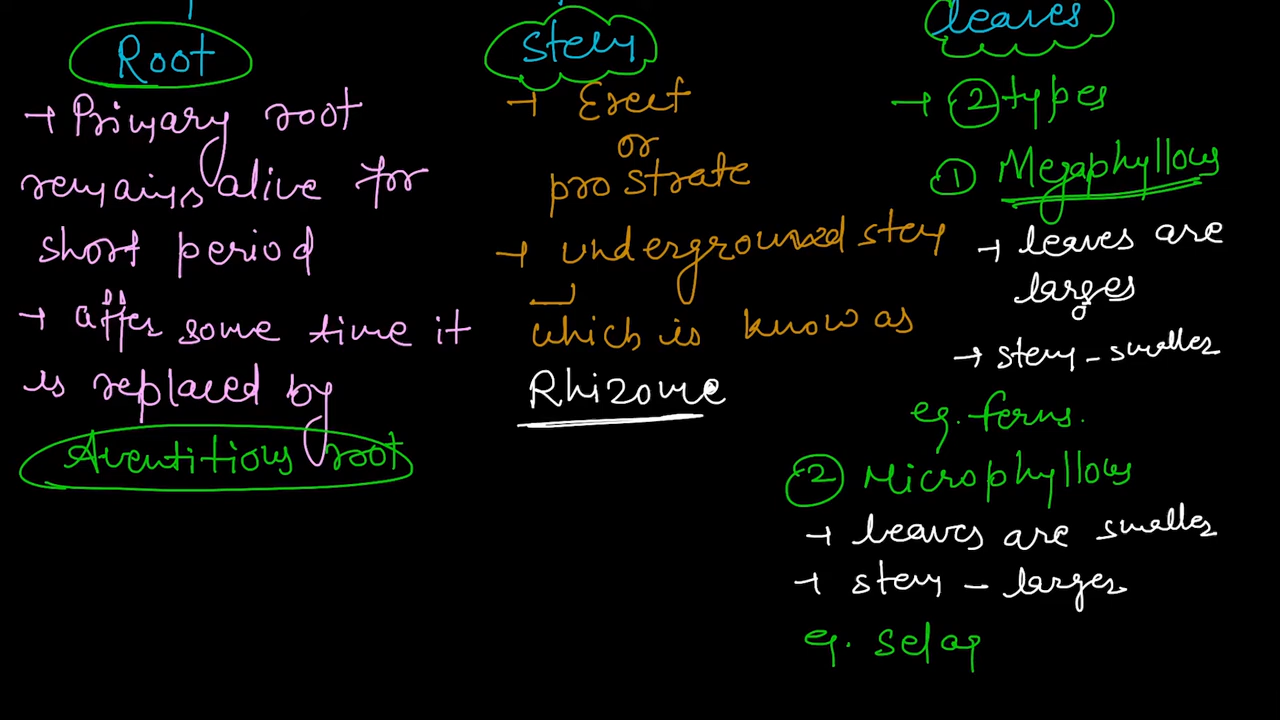 Root
→ Primary root
remains alive for
short period
→ after some time it
is replaced by
Aventitious root
stem
→ Erect
or
prostrate
→ underground stem
which is known as
Rhizome
leaves
→ ② types
① Megaphyllous
→ leaves are
larger
→ stem - smaller
eg. ferns.
② Microphyllous
→ leaves are smaller
→ stem - larger
eg. selag